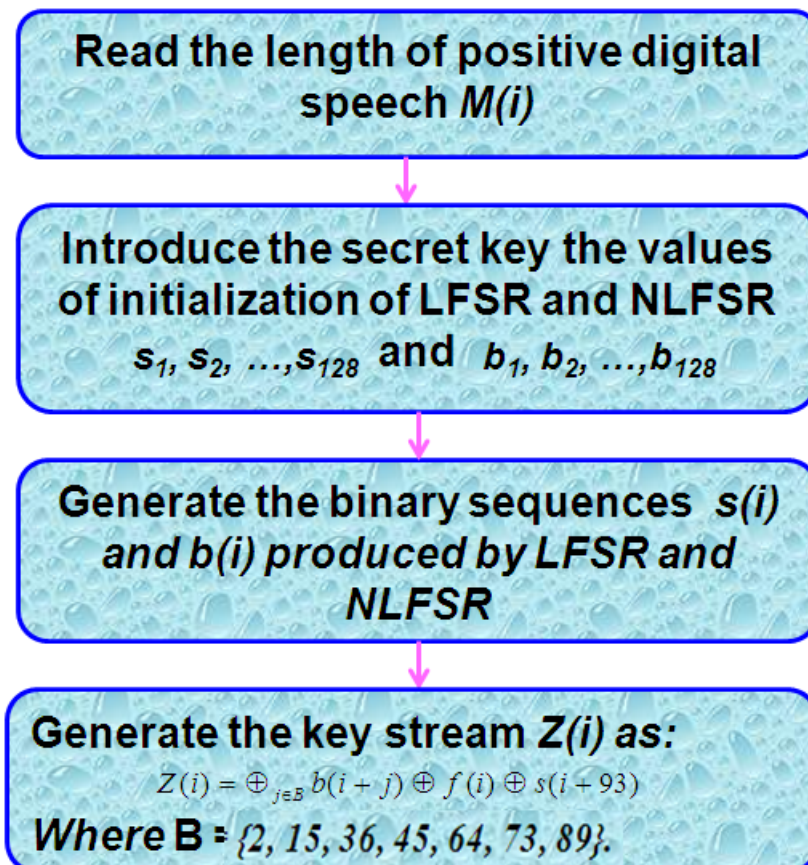 Read the length of positive digital
speech M(i)
Introduce the secret key the values
of initialization of LFSR and NLFSR
s₁, s₂, …,s₁₂₈ and b₁, b₂, …,b₁₂₈
Generate the binary sequences s(i)
and b(i) produced by LFSR and
NLFSR
Generate the key stream Z(i) as:
Z(i) = ⊕ j∈B b(i + j) ⊕ f(i) ⊕ s(i + 93)
Where B = {2, 15, 36, 45, 64, 73, 89}.